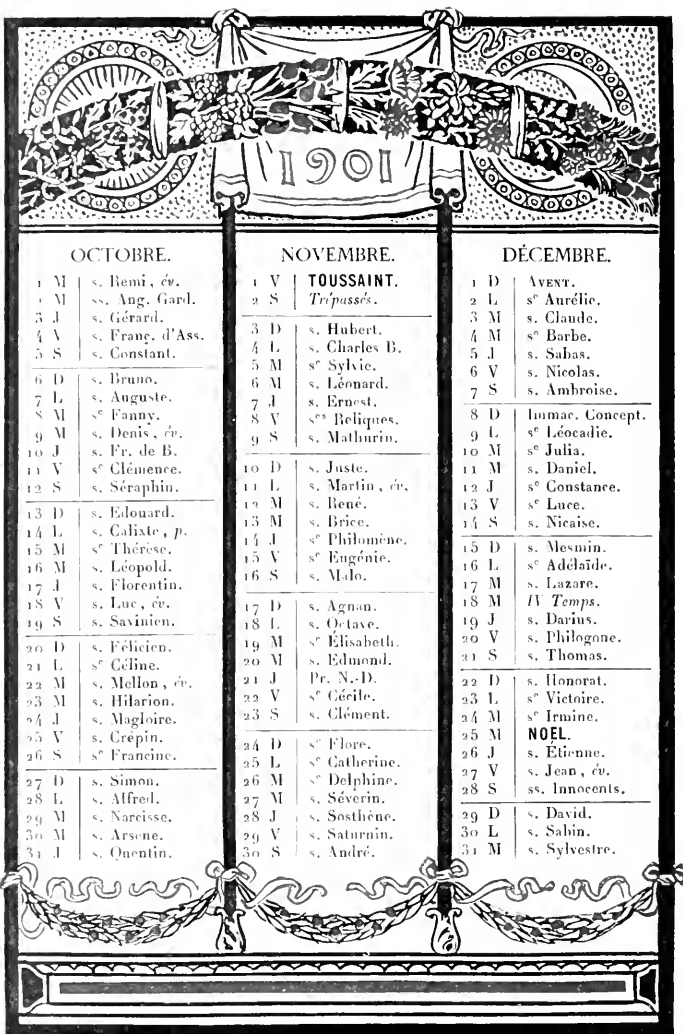 1901
OCTOBRE.
1 M s. Remi, év.
2 M ss. Ang. Gard.
3 J s. Gérard.
4 V s. Franç. d'Ass.
5 S s. Constant.
6 D s. Bruno.
7 L s. Auguste.
8 M sᵉ Fanny.
9 M s. Denis, év.
10 J s. Fr. de B.
11 V sᵉ Clémence.
12 S s. Séraphin.
13 D s. Edouard.
14 L s. Calixte, p.
15 M sᵉ Thérèse.
16 M s. Léopold.
17 J s. Florentin.
18 V s. Luc, év.
19 S s. Savinien.
20 D s. Félicien.
21 L sᵉ Céline.
22 M s. Mellon, év.
23 M s. Hilarion.
24 J s. Magloire.
25 V s. Crépin.
26 S sᵉ Francine.
27 D s. Simon.
28 L s. Alfred.
29 M s. Narcisse.
30 M s. Arsene.
31 J s. Quentin.
NOVEMBRE.
1 V TOUSSAINT.
2 S Trépassés.
3 D s. Hubert.
4 L s. Charles B.
5 M sᵉ Sylvie.
6 M s. Léonard.
7 J s. Ernest.
8 V sᵉˢ Reliques.
9 S s. Mathurin.
10 D s. Juste.
11 L s. Martin, év.
12 M s. René.
13 M s. Brice.
14 J sᵉ Philomène.
15 V sᵉ Eugénie.
16 S s. Malo.
17 D s. Agnan.
18 L s. Octave.
19 M sᵉ Élisabeth.
20 M s. Edmond.
21 J Pr. N.-D.
22 V sᵉ Cécile.
23 S s. Clément.
24 D sᵉ Flore.
25 L sᵉ Catherine.
26 M sᵉ Delphine.
27 M s. Séverin.
28 J s. Sosthène.
29 V s. Saturnin.
30 S s. André.
DÉCEMBRE.
1 D AVENT.
2 L sᵉ Aurélie.
3 M s. Claude.
4 M sᵉ Barbe.
5 J s. Sabas.
6 V s. Nicolas.
7 S s. Ambroise.
8 D Immac. Concept.
9 L sᵉ Léocadie.
10 M sᵉ Julia.
11 M s. Daniel.
12 J sᵉ Constance.
13 V sᵉ Luce.
14 S s. Nicaise.
15 D s. Mesmin.
16 L sᵉ Adélaïde.
17 M s. Lazare.
18 M IV Temps.
19 J s. Darius.
20 V s. Philogone.
21 S s. Thomas.
22 D s. Honorat.
23 L sᵉ Victoire.
24 M sᵉ Irmine.
25 M NOËL.
26 J s. Etienne.
27 V s. Jean, év.
28 S ss. Innocents.
29 D s. David.
30 L s. Sabin.
31 M s. Sylvestre.